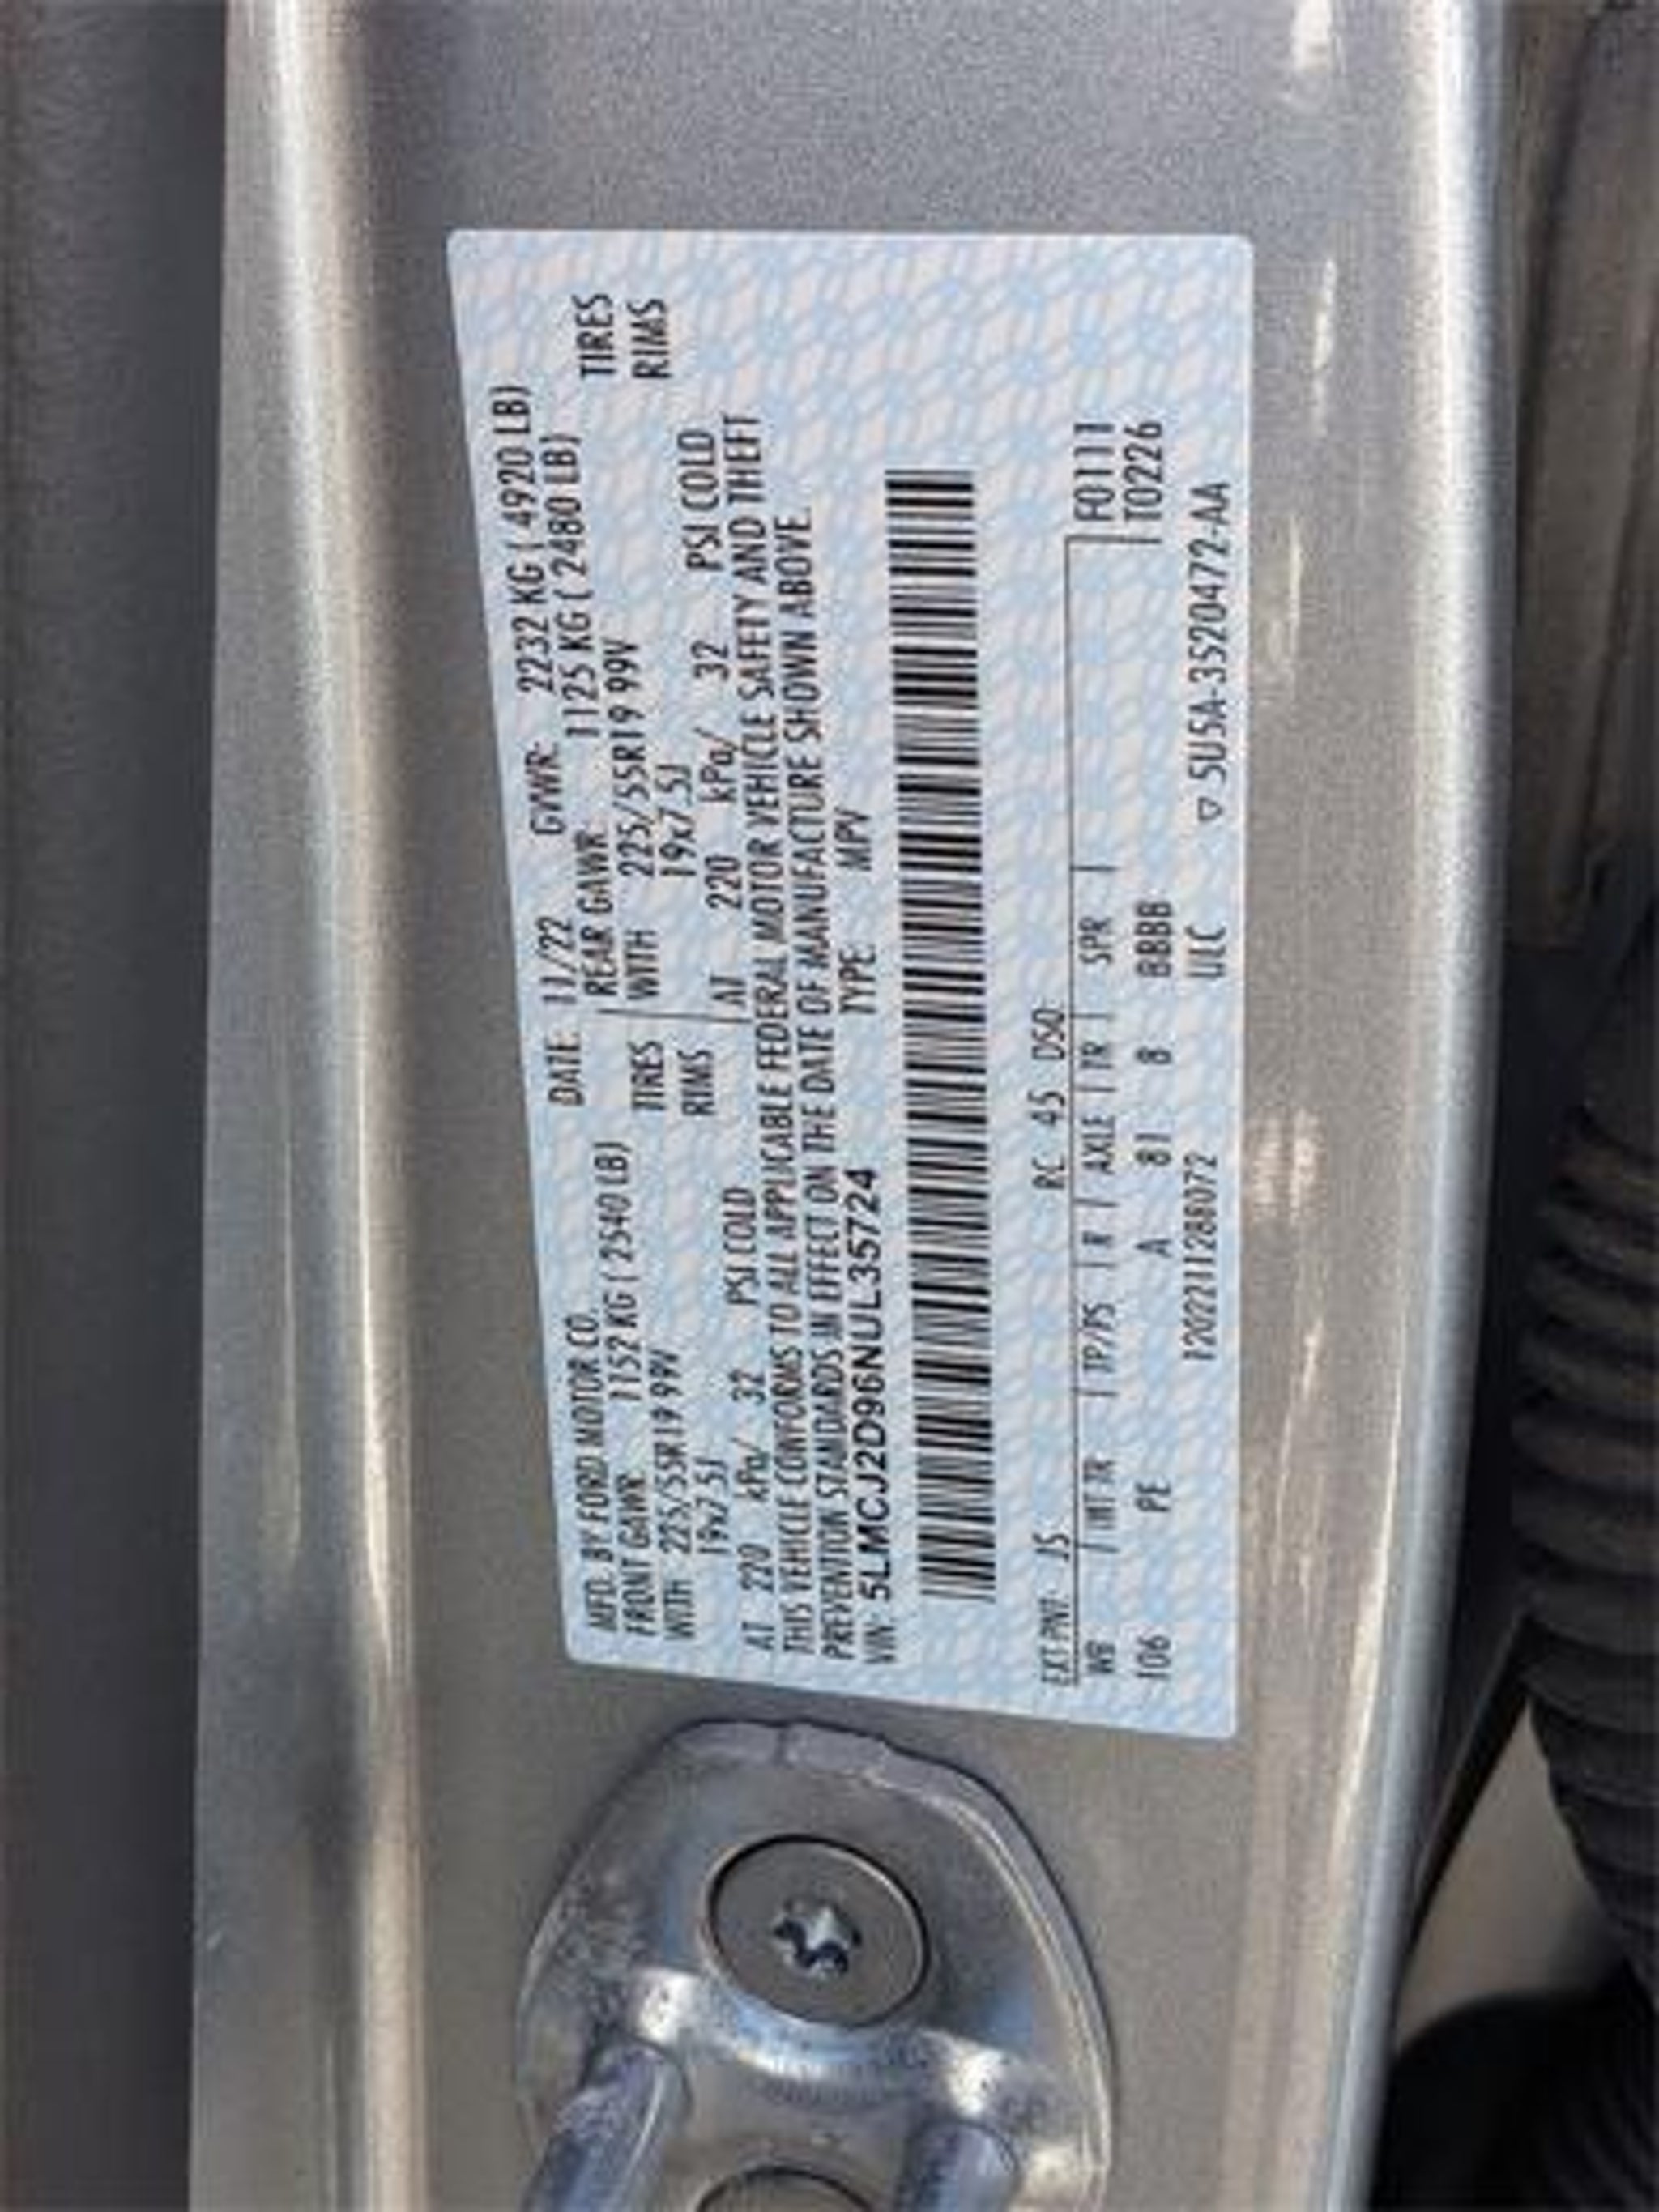 MFD. BY FORD MOTOR CO. DATE: 11/22 GVWR: 2232 KG ( 4920 LB)
FRONT GAWR: 1152 KG ( 2540 LB) REAR GAWR: 1125 KG ( 2480 LB)
WITH 225/55R19 99V TIRES WITH 225/55R19 99V TIRES
19x7.5J RIMS 19x7.5J RIMS
AT 220 kPa/ 32 PSI COLD AT 220 kPa/ 32 PSI COLD
THIS VEHICLE CONFORMS TO ALL APPLICABLE FEDERAL MOTOR VEHICLE SAFETY AND THEFT
PREVENTION STANDARDS IN EFFECT ON THE DATE OF MANUFACTURE SHOWN ABOVE.
VIN: 5LMCJ2D96NUL35724 TYPE: MPV
EXT PNT: JS RC: 45 DSO:
WB INT TR TP/PS R AXLE TR SPR F0111
106 PE A 81 8 BBBB T0226
120221128072 UIC ▽ 5U5A-3520472-AA